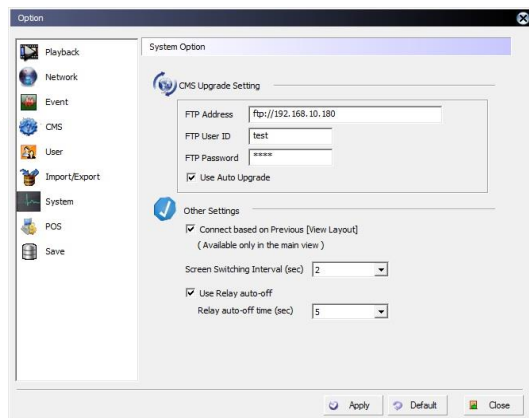 Option
Playback
Network
Event
CMS
User
Import/Export
System
POS
Save
System Option
CMS Upgrade Setting
FTP Address ftp://192.168.10.180
FTP User ID test
FTP Password ****
Use Auto Upgrade
Other Settings
Connect based on Previous [View Layout]
( Available only in the main view )
Screen Switching Interval (sec) 2
Use Relay auto-off
Relay auto-off time (sec) 5
Apply Default Close